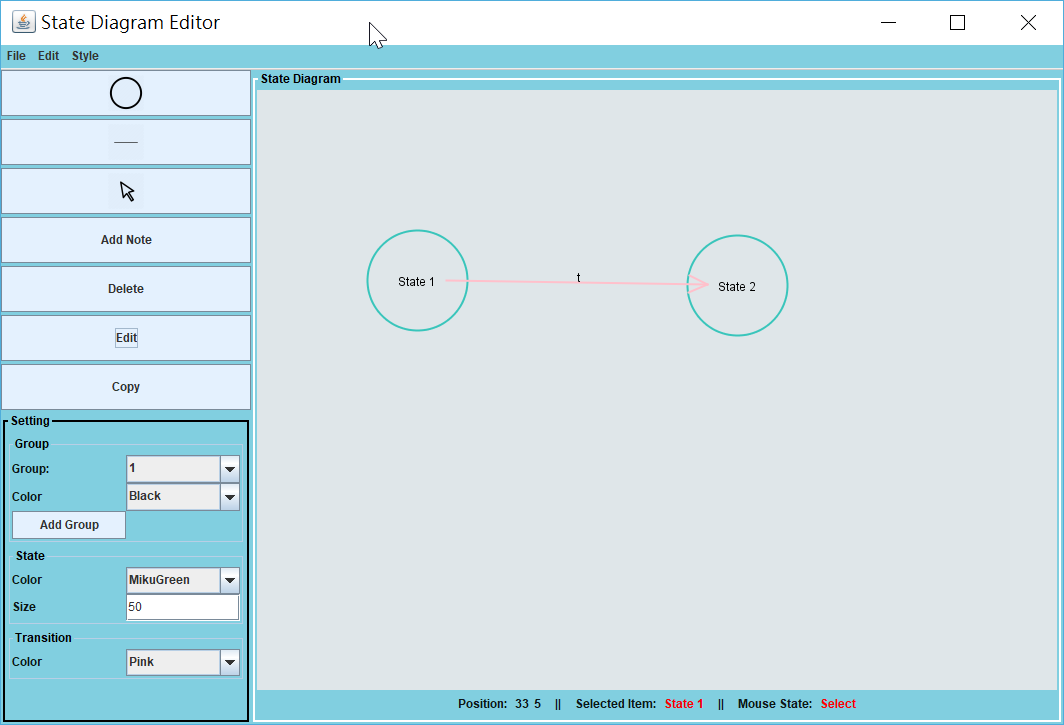 State Diagram Editor
File Edit Style
Add Note
Delete
Edit
Copy
Setting
Group
Group: 1
Color Black
Add Group
State
Color MikuGreen
Size 50
Transition
Color Pink
State Diagram
t
State 1
State 2
Position: 33 5 || Selected Item: State 1 || Mouse State: Select